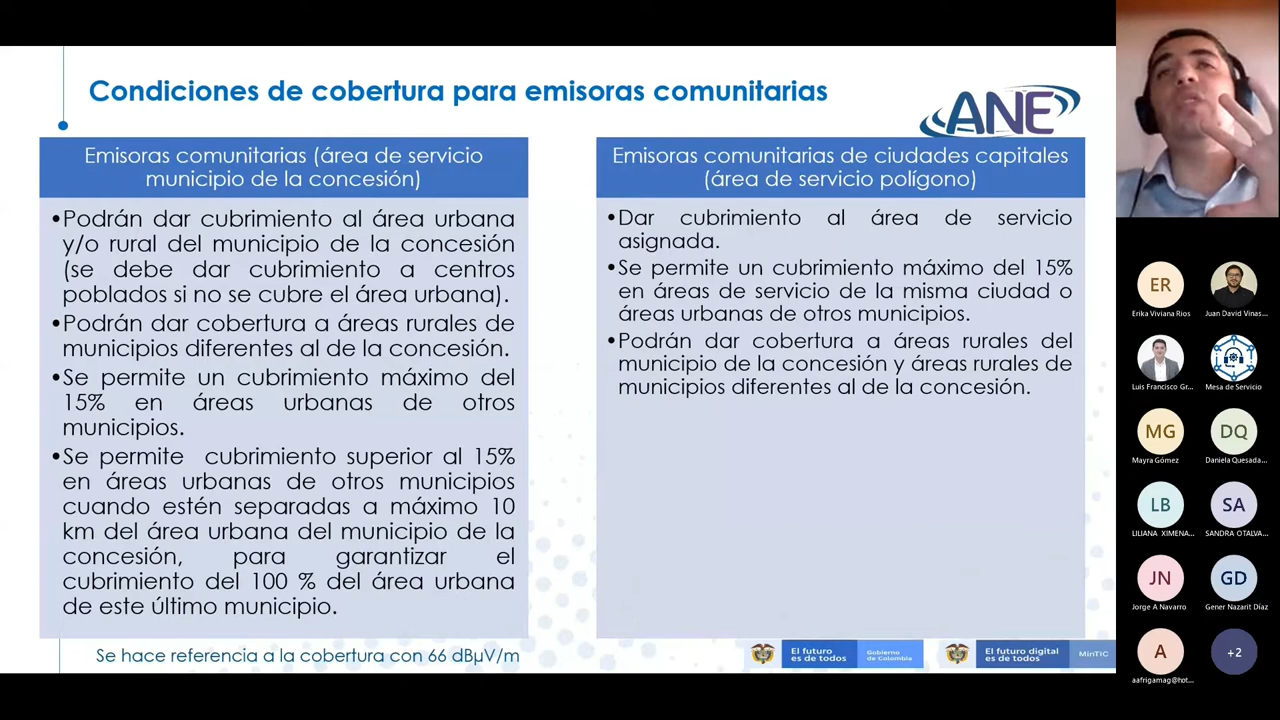 Condiciones de cobertura para emisoras comunitarias
ANE
Emisoras comunitarias (área de servicio
municipio de la concesión)
•Podrán dar cubrimiento al área urbana
y/o rural del municipio de la concesión
(se debe dar cubrimiento a centros
poblados si no se cubre el área urbana).
•Podrán dar cobertura a áreas rurales de
municipios diferentes al de la concesión.
•Se permite un cubrimiento máximo del
15% en áreas urbanas de otros
municipios.
•Se permite cubrimiento superior al 15%
en áreas urbanas de otros municipios
cuando estén separadas a máximo 10
km del área urbana del municipio de la
concesión, para garantizar el
cubrimiento del 100 % del área urbana
de este último municipio.
Emisoras comunitarias de ciudades capitales
(área de servicio polígono)
•Dar cubrimiento al área de servicio
asignada.
•Se permite un cubrimiento máximo del 15%
en áreas de servicio de la misma ciudad o
áreas urbanas de otros municipios.
•Podrán dar cobertura a áreas rurales del
municipio de la concesión y áreas rurales de
municipios diferentes al de la concesión.
Se hace referencia a la cobertura con 66 dBµV/m
El futuro
es de todos
Gobierno
de Colombia
El futuro digital
es de todos
MinTIC
ER
Erika Viviana Rios
Juan David Vinas...
Luis Francisco Gr...
Mesa de Servicio
MG
Mayra Gómez
DQ
Daniela Quesada...
LB
LILIANA XIMENA...
SA
SANDRA OTALVA...
JN
Jorge A Navarro
GD
Gener Nazarit Díaz
A
aafrigamag@hot...
+2